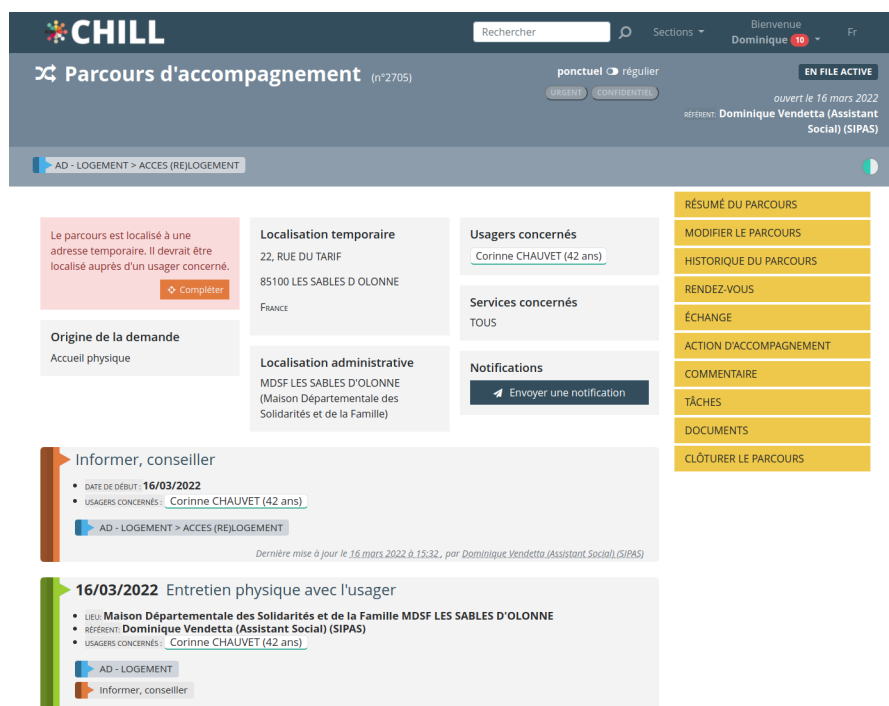 CHILL
Rechercher
Sections
Bienvenue
Dominique 10
Fr
Parcours d'accompagnement (n°2705)
ponctuel régulier
URGENT CONFIDENTIEL
EN FILE ACTIVE
ouvert le 16 mars 2022
RÉFÉRENT: Dominique Vendetta (Assistant
Social) (SIPAS)
AD - LOGEMENT > ACCES (RE)LOGEMENT
Le parcours est localisé à une
adresse temporaire. Il devrait être
localisé auprès d'un usager concerné.
Compléter
Origine de la demande
Accueil physique
Localisation temporaire
22, RUE DU TARIF
85100 LES SABLES D OLONNE
FRANCE
Localisation administrative
MDSF LES SABLES D'OLONNE
(Maison Départementale des
Solidarités et de la Famille)
Usagers concernés
Corinne CHAUVET (42 ans)
Services concernés
TOUS
Notifications
Envoyer une notification
RÉSUMÉ DU PARCOURS
MODIFIER LE PARCOURS
HISTORIQUE DU PARCOURS
RENDEZ-VOUS
ÉCHANGE
ACTION D'ACCOMPAGNEMENT
COMMENTAIRE
TÂCHES
DOCUMENTS
CLÔTURER LE PARCOURS
Informer, conseiller
DATE DE DÉBUT : 16/03/2022
USAGERS CONCERNÉS : Corinne CHAUVET (42 ans)
AD - LOGEMENT > ACCES (RE)LOGEMENT
Dernière mise à jour le 16 mars 2022 à 15:32 , par Dominique Vendetta (Assistant Social) (SIPAS)
16/03/2022 Entretien physique avec l'usager
LIEU: Maison Départementale des Solidarités et de la Famille MDSF LES SABLES D'OLONNE
RÉFÉRENT: Dominique Vendetta (Assistant Social) (SIPAS)
USAGERS CONCERNÉS : Corinne CHAUVET (42 ans)
AD - LOGEMENT
Informer, conseiller